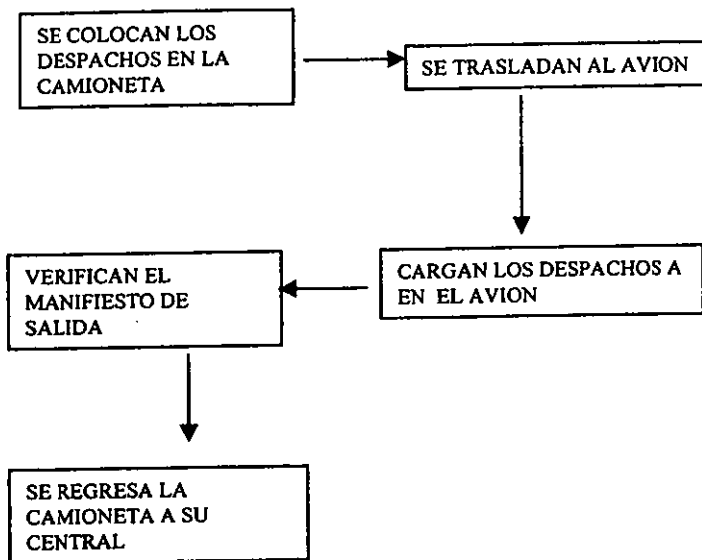 SE COLOCAN LOS
DESPACHOS EN LA
CAMIONETA
SE TRASLADAN AL AVION
CARGAN LOS DESPACHOS A
EN EL AVION
VERIFICAN EL
MANIFIESTO DE
SALIDA
SE REGRESA LA
CAMIONETA A SU
CENTRAL